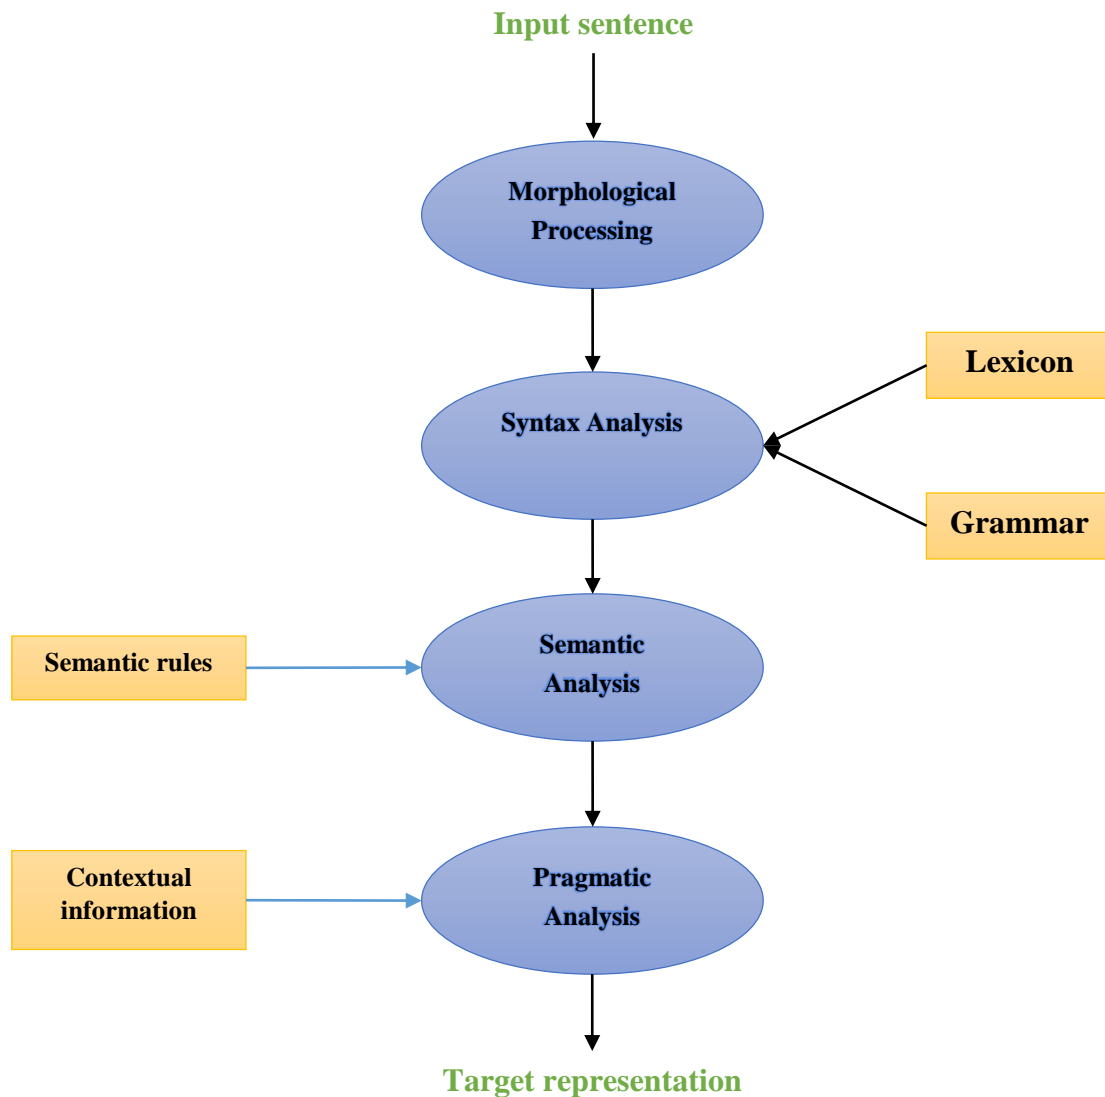 Input sentence
Morphological
Processing
Lexicon
Syntax Analysis
Grammar
Semantic rules
Semantic
Analysis
Contextual
information
Pragmatic
Analysis
Target representation